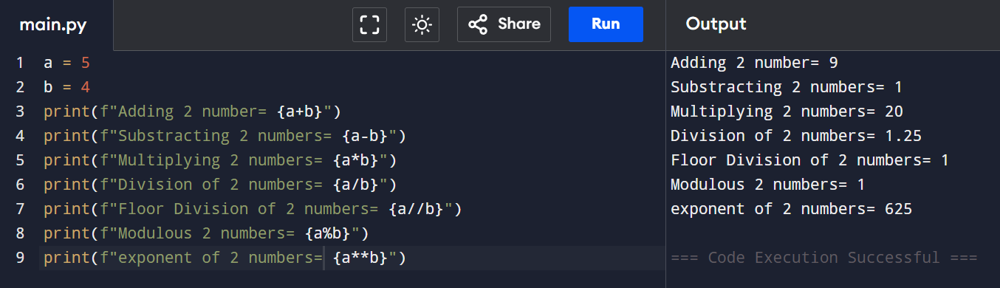 main.py Share Run Output
1 a = 5
2 b = 4
3 print(f"Adding 2 number= {a+b}")
4 print(f"Substracting 2 numbers= {a-b}")
5 print(f"Multiplying 2 numbers= {a*b}")
6 print(f"Division of 2 numbers= {a/b}")
7 print(f"Floor Division of 2 numbers= {a//b}")
8 print(f"Modulous 2 numbers= {a%b}")
9 print(f"exponent of 2 numbers= {a**b}")
Adding 2 number= 9
Substracting 2 numbers= 1
Multiplying 2 numbers= 20
Division of 2 numbers= 1.25
Floor Division of 2 numbers= 1
Modulous 2 numbers= 1
exponent of 2 numbers= 625
=== Code Execution Successful ===